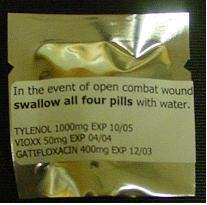 In the event of open combat wound
swallow all four pills with water.
TYLENOL 1000mg EXP 10/05
VIOXX 50mg EXP 04/04
GATIFLOXACIN 400mg EXP 12/03